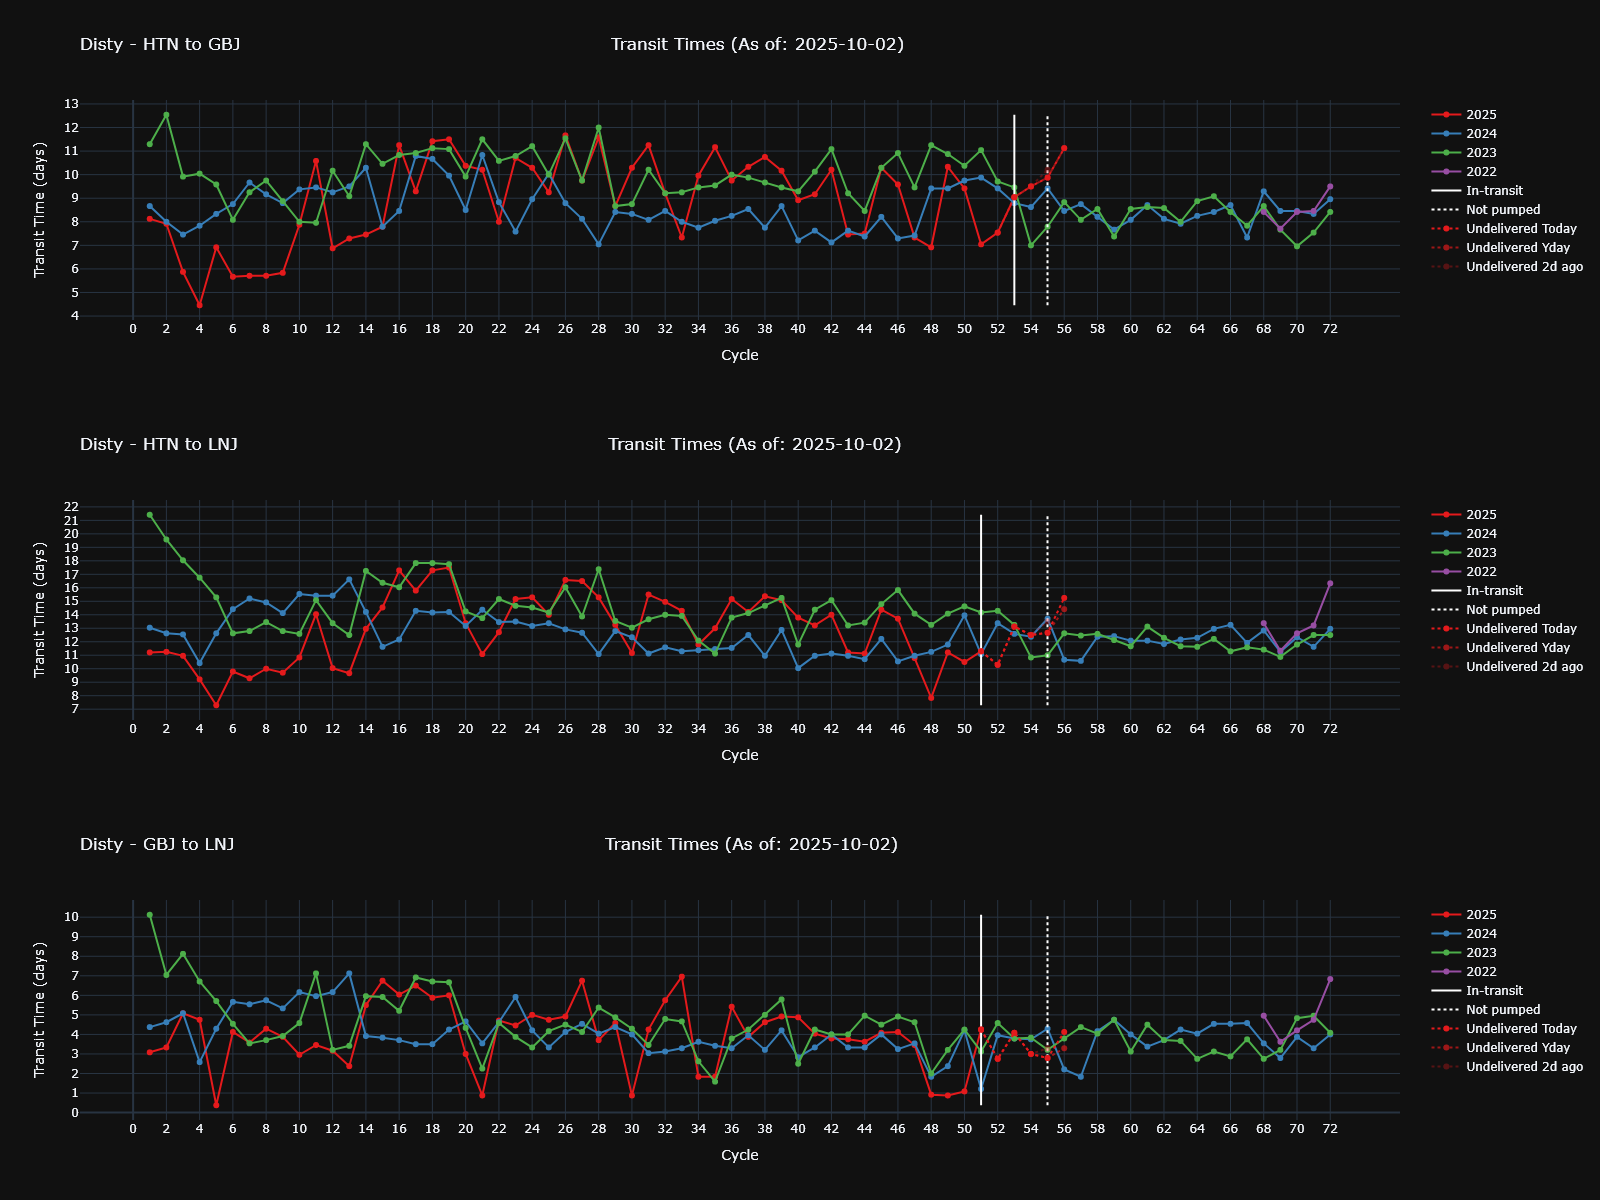 Disty - HTN to GBJ
Transit Times (As of: 2025-10-02)
Transit Time (days)
13
12
11
10
9
8
7
6
5
4
0 2 4 6 8 10 12 14 16 18 20 22 24 26 28 30 32 34 36 38 40 42 44 46 48 50 52 54 56 58 60 62 64 66 68 70 72
Cycle
2025
2024
2023
2022
In-transit
Not pumped
Undelivered Today
Undelivered Yday
Undelivered 2d ago
Disty - HTN to LNJ
Transit Times (As of: 2025-10-02)
Transit Time (days)
22
21
20
19
18
17
16
15
14
13
12
11
10
9
8
7
0 2 4 6 8 10 12 14 16 18 20 22 24 26 28 30 32 34 36 38 40 42 44 46 48 50 52 54 56 58 60 62 64 66 68 70 72
Cycle
2025
2024
2023
2022
In-transit
Not pumped
Undelivered Today
Undelivered Yday
Undelivered 2d ago
Disty - GBJ to LNJ
Transit Times (As of: 2025-10-02)
Transit Time (days)
10
9
8
7
6
5
4
3
2
1
0
0 2 4 6 8 10 12 14 16 18 20 22 24 26 28 30 32 34 36 38 40 42 44 46 48 50 52 54 56 58 60 62 64 66 68 70 72
Cycle
2025
2024
2023
2022
In-transit
Not pumped
Undelivered Today
Undelivered Yday
Undelivered 2d ago